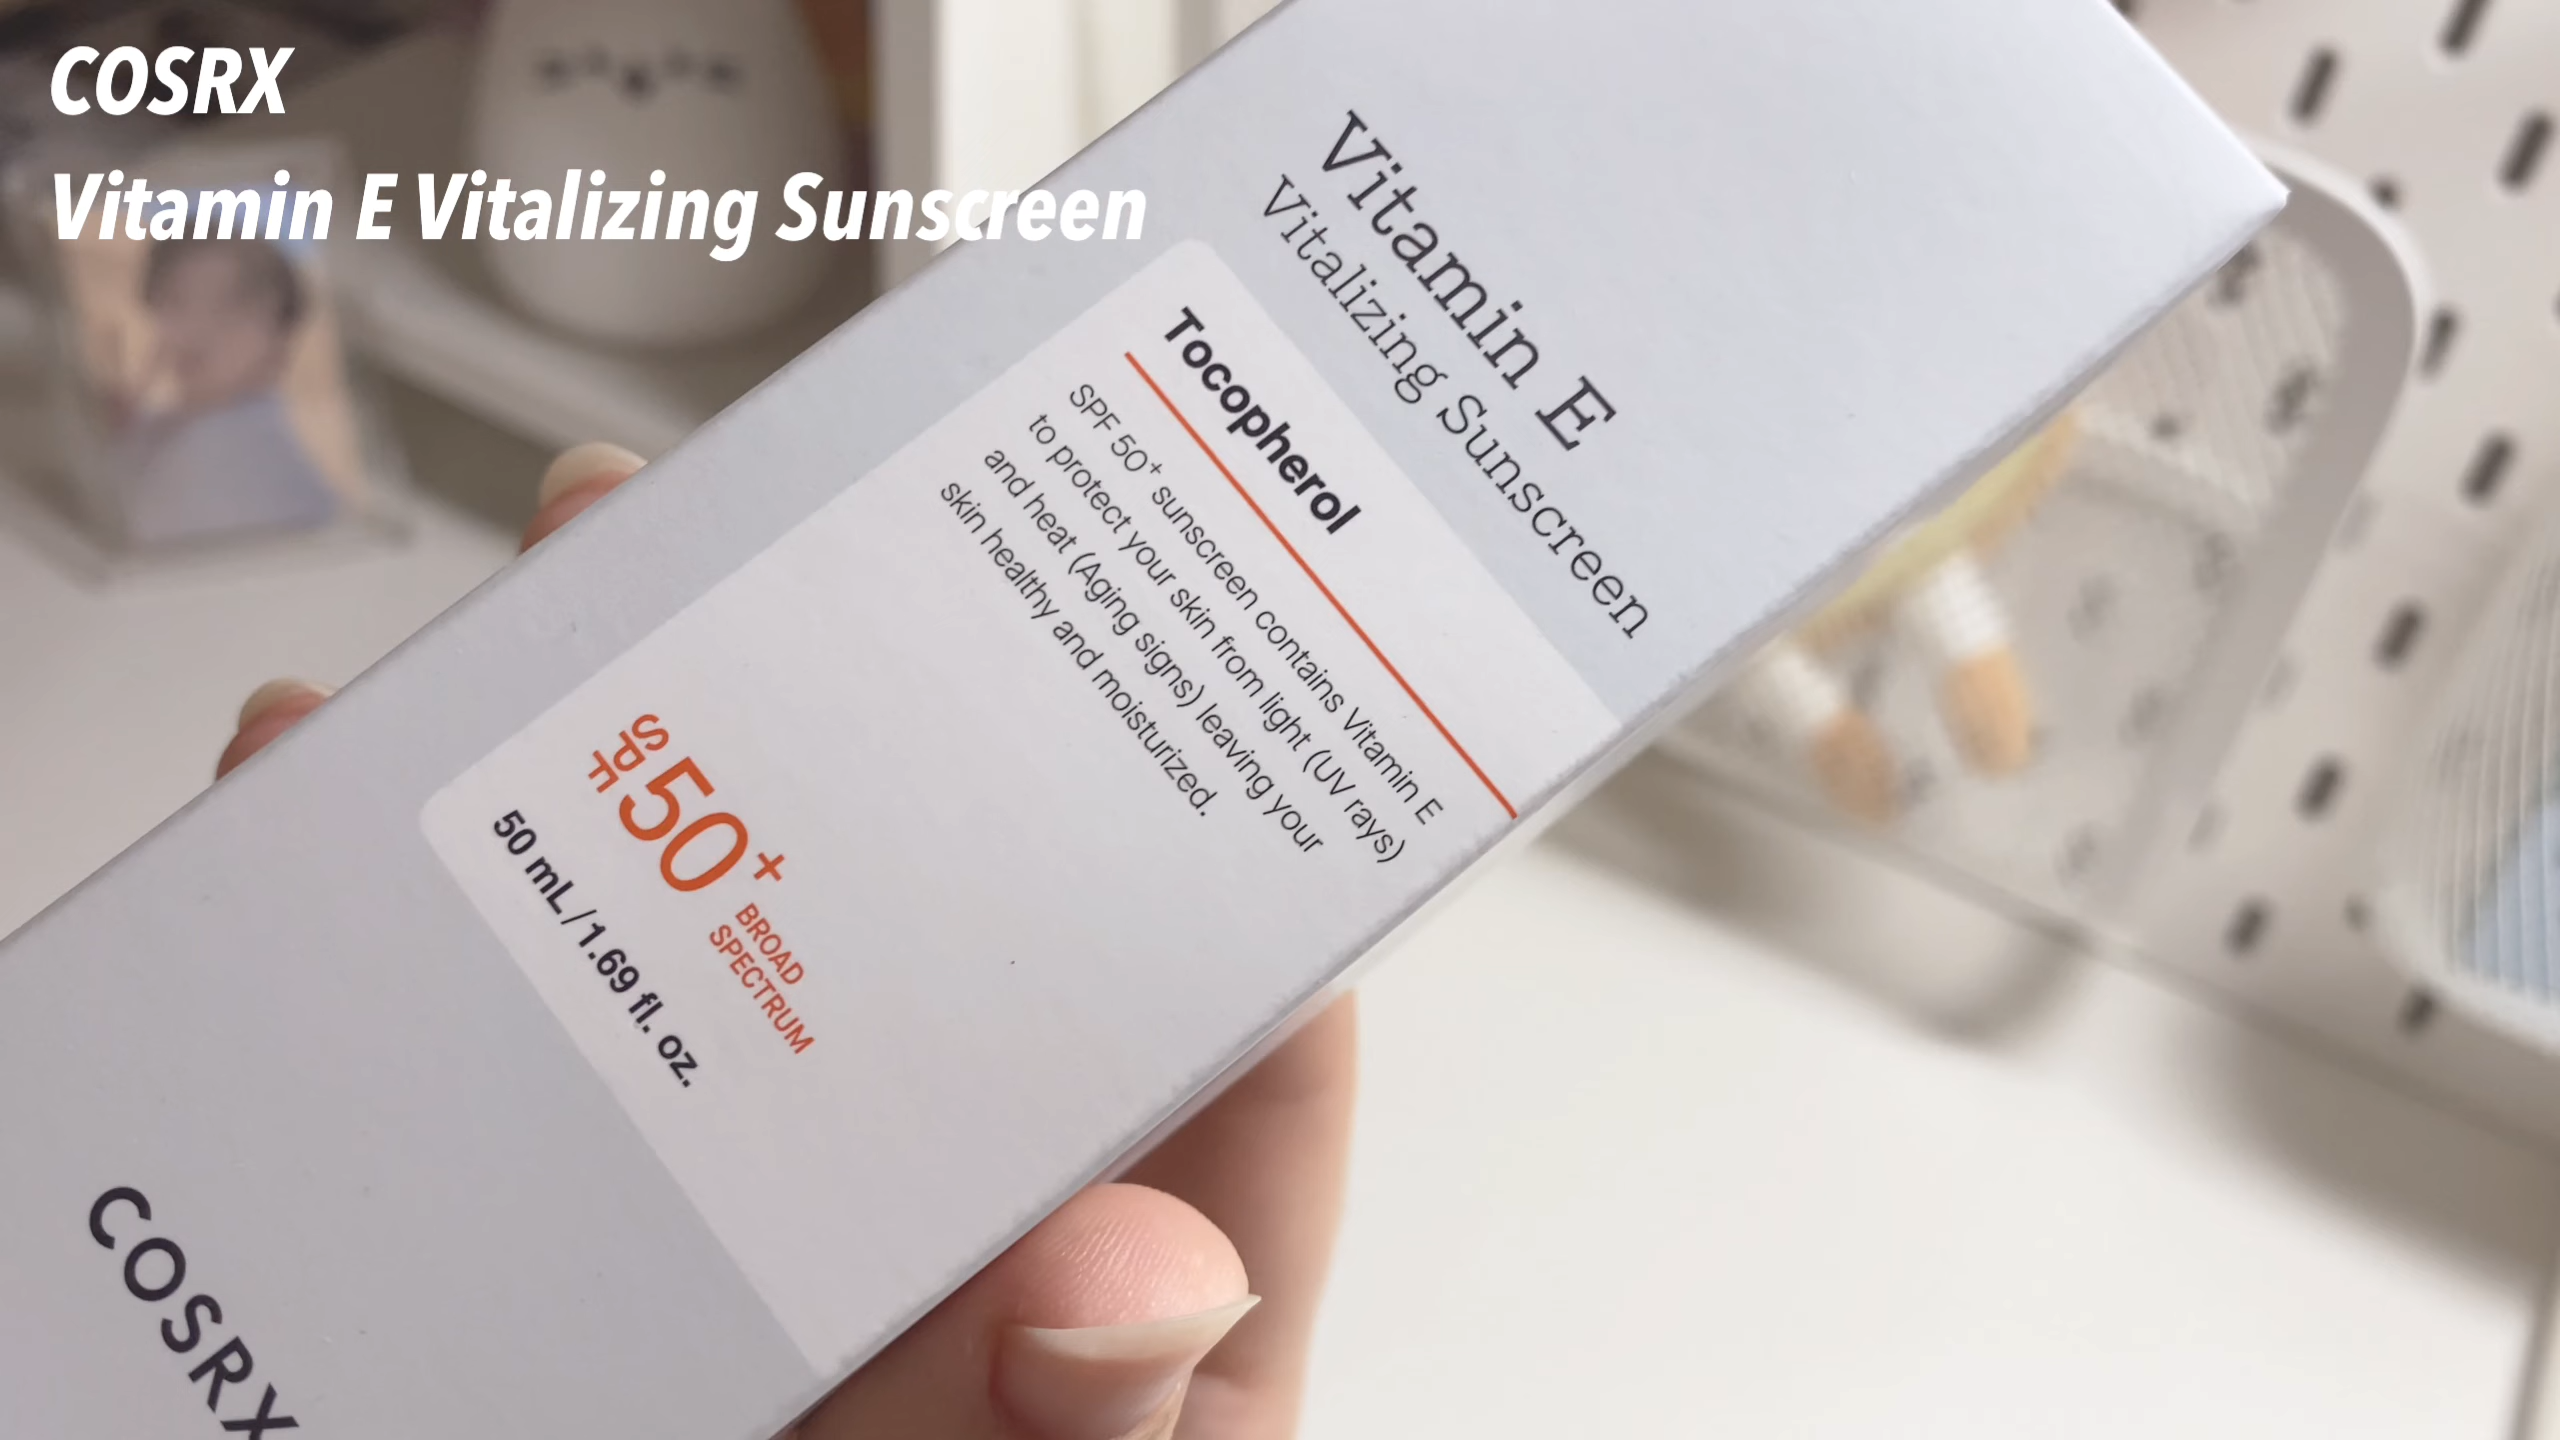 COSRX
Vitamin E Vitalizing Sunscreen
Vitamin E
Vitalizing Sunscreen
Tocopherol
SPF 50+ sunscreen contains Vitamin E
to protect your skin from light (UV rays)
and heat (Aging signs) leaving your
skin healthy and moisturized.
SPF 50+ BROAD
SPECTRUM
50 mL / 1.69 fl. oz.
COSRX